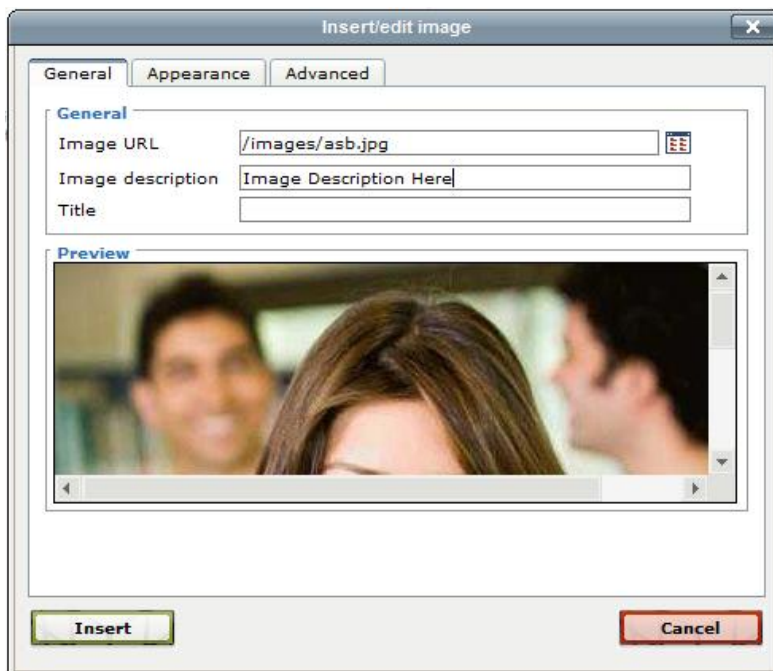 Insert/edit image
General Appearance Advanced
General
Image URL /images/asb.jpg
Image description Image Description Here
Title
Preview
Insert Cancel